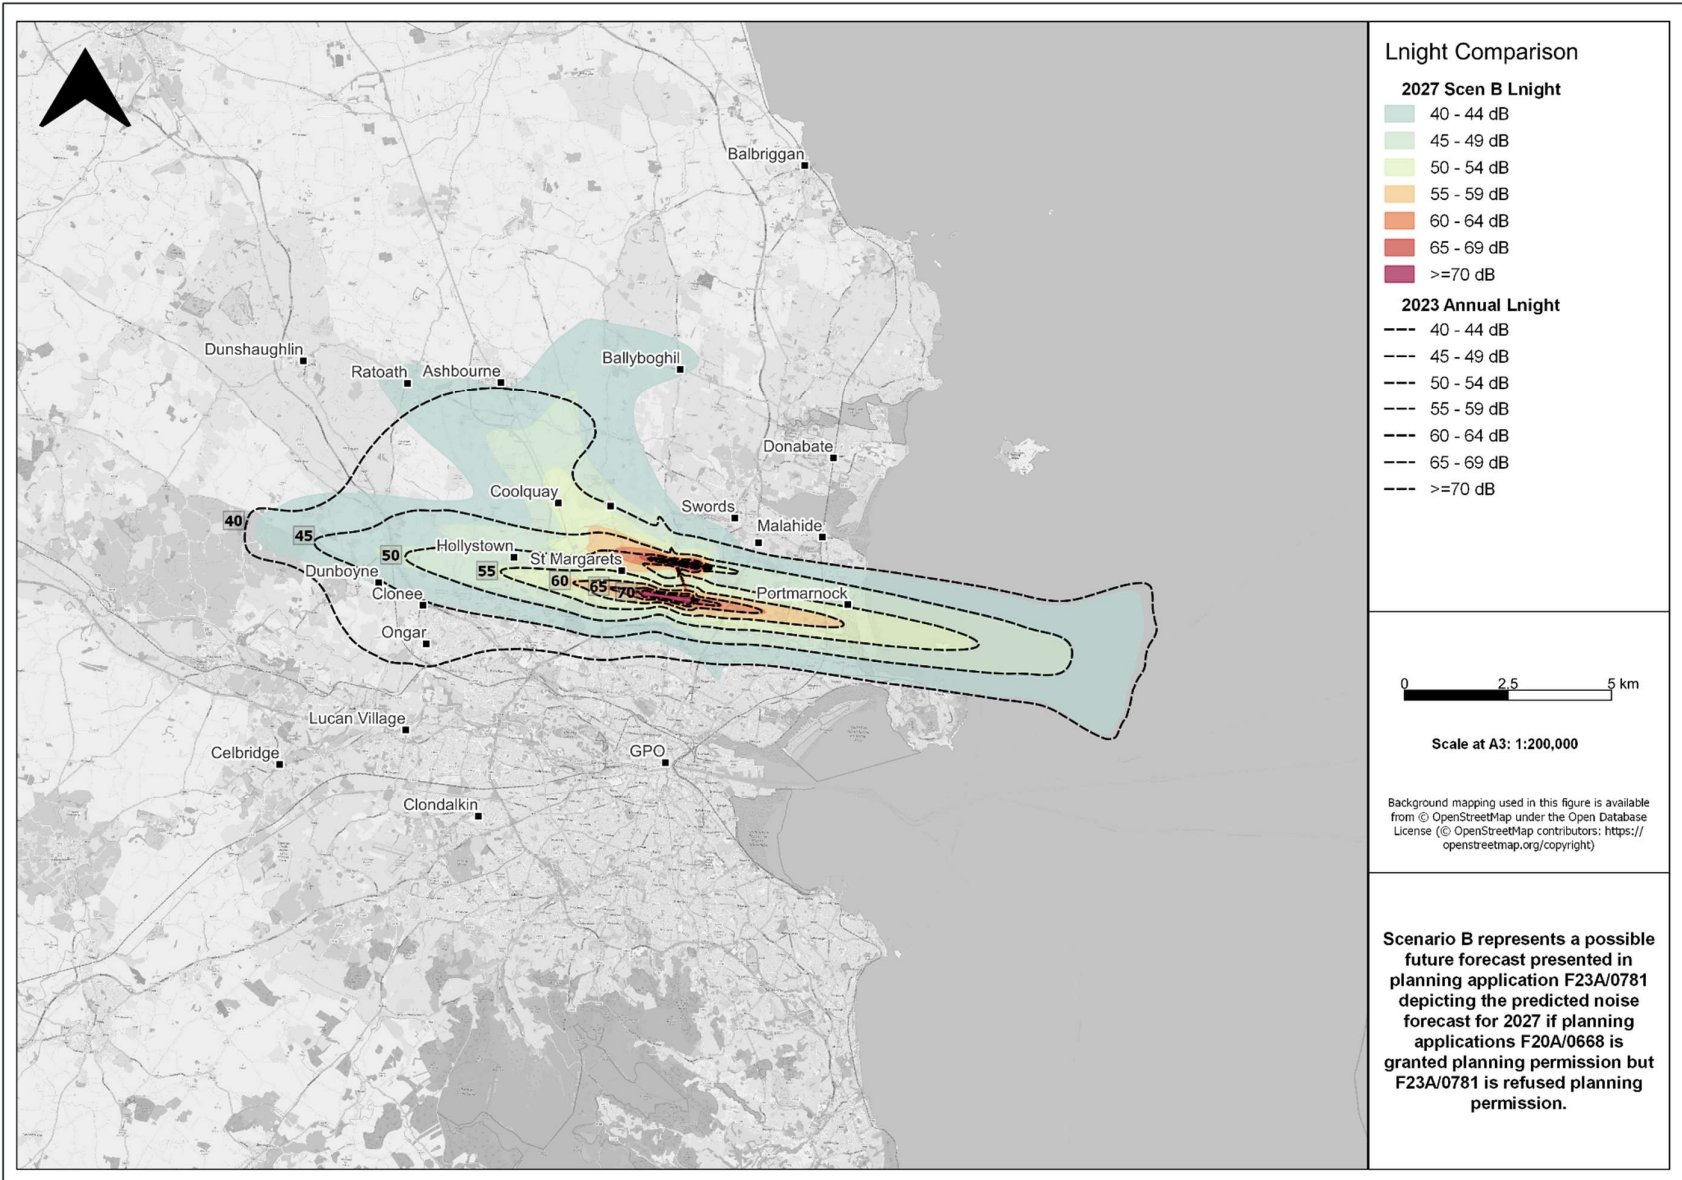 Balbriggan
Dunshaughlin
Ratoath
Ashbourne
Ballyboghil
Donabate
Coolquay
Swords
Malahide
40
45
50
55
60
65
70
Hollystown
St Margarets
Dunboyne
Clonee
Portmarnock
Ongar
Lucan Village
Celbridge
GPO
Clondalkin
Lnight Comparison
2027 Scen B Lnight
40 - 44 dB
45 - 49 dB
50 - 54 dB
55 - 59 dB
60 - 64 dB
65 - 69 dB
>=70 dB
2023 Annual Lnight
40 - 44 dB
45 - 49 dB
50 - 54 dB
55 - 59 dB
60 - 64 dB
65 - 69 dB
>=70 dB
0 2.5 5 km
Scale at A3: 1:200,000
Background mapping used in this figure is available
from © OpenStreetMap under the Open Database
License (© OpenStreetMap contributors: https://
openstreetmap.org/copyright)
Scenario B represents a possible
future forecast presented in
planning application F23A/0781
depicting the predicted noise
forecast for 2027 if planning
applications F20A/0668 is
granted planning permission but
F23A/0781 is refused planning
permission.